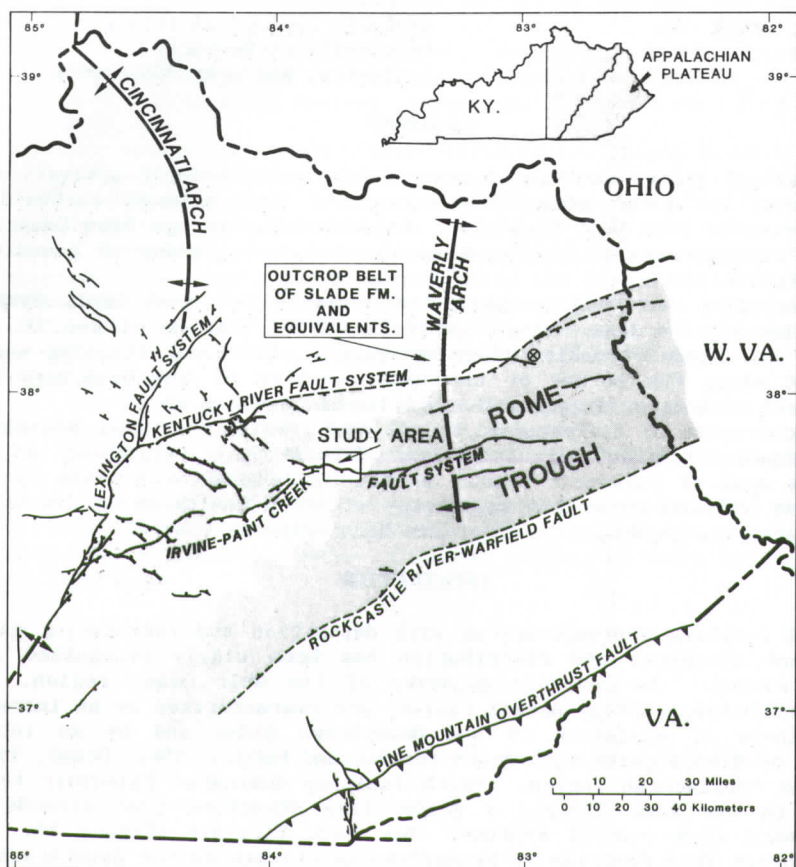 85°
84°
83°
82°
39°
39°
APPALACHIAN
PLATEAU
KY.
CINCINNATI ARCH
OHIO
OUTCROP BELT
OF SLADE FM.
AND
EQUIVALENTS.
WAVERLY
ARCH
W. VA.
LEXINGTON FAULT SYSTEM
38°
38°
KENTUCKY RIVER FAULT SYSTEM
ROME
TROUGH
STUDY AREA
FAULT SYSTEM
IRVINE-PAINT CREEK
ROCKCASTLE RIVER-WARFIELD FAULT
37°
37°
PINE MOUNTAIN OVERTHRUST FAULT
VA.
0 10 20 30 Miles
0 10 20 30 40 Kilometers
85°
84°
83°
82°